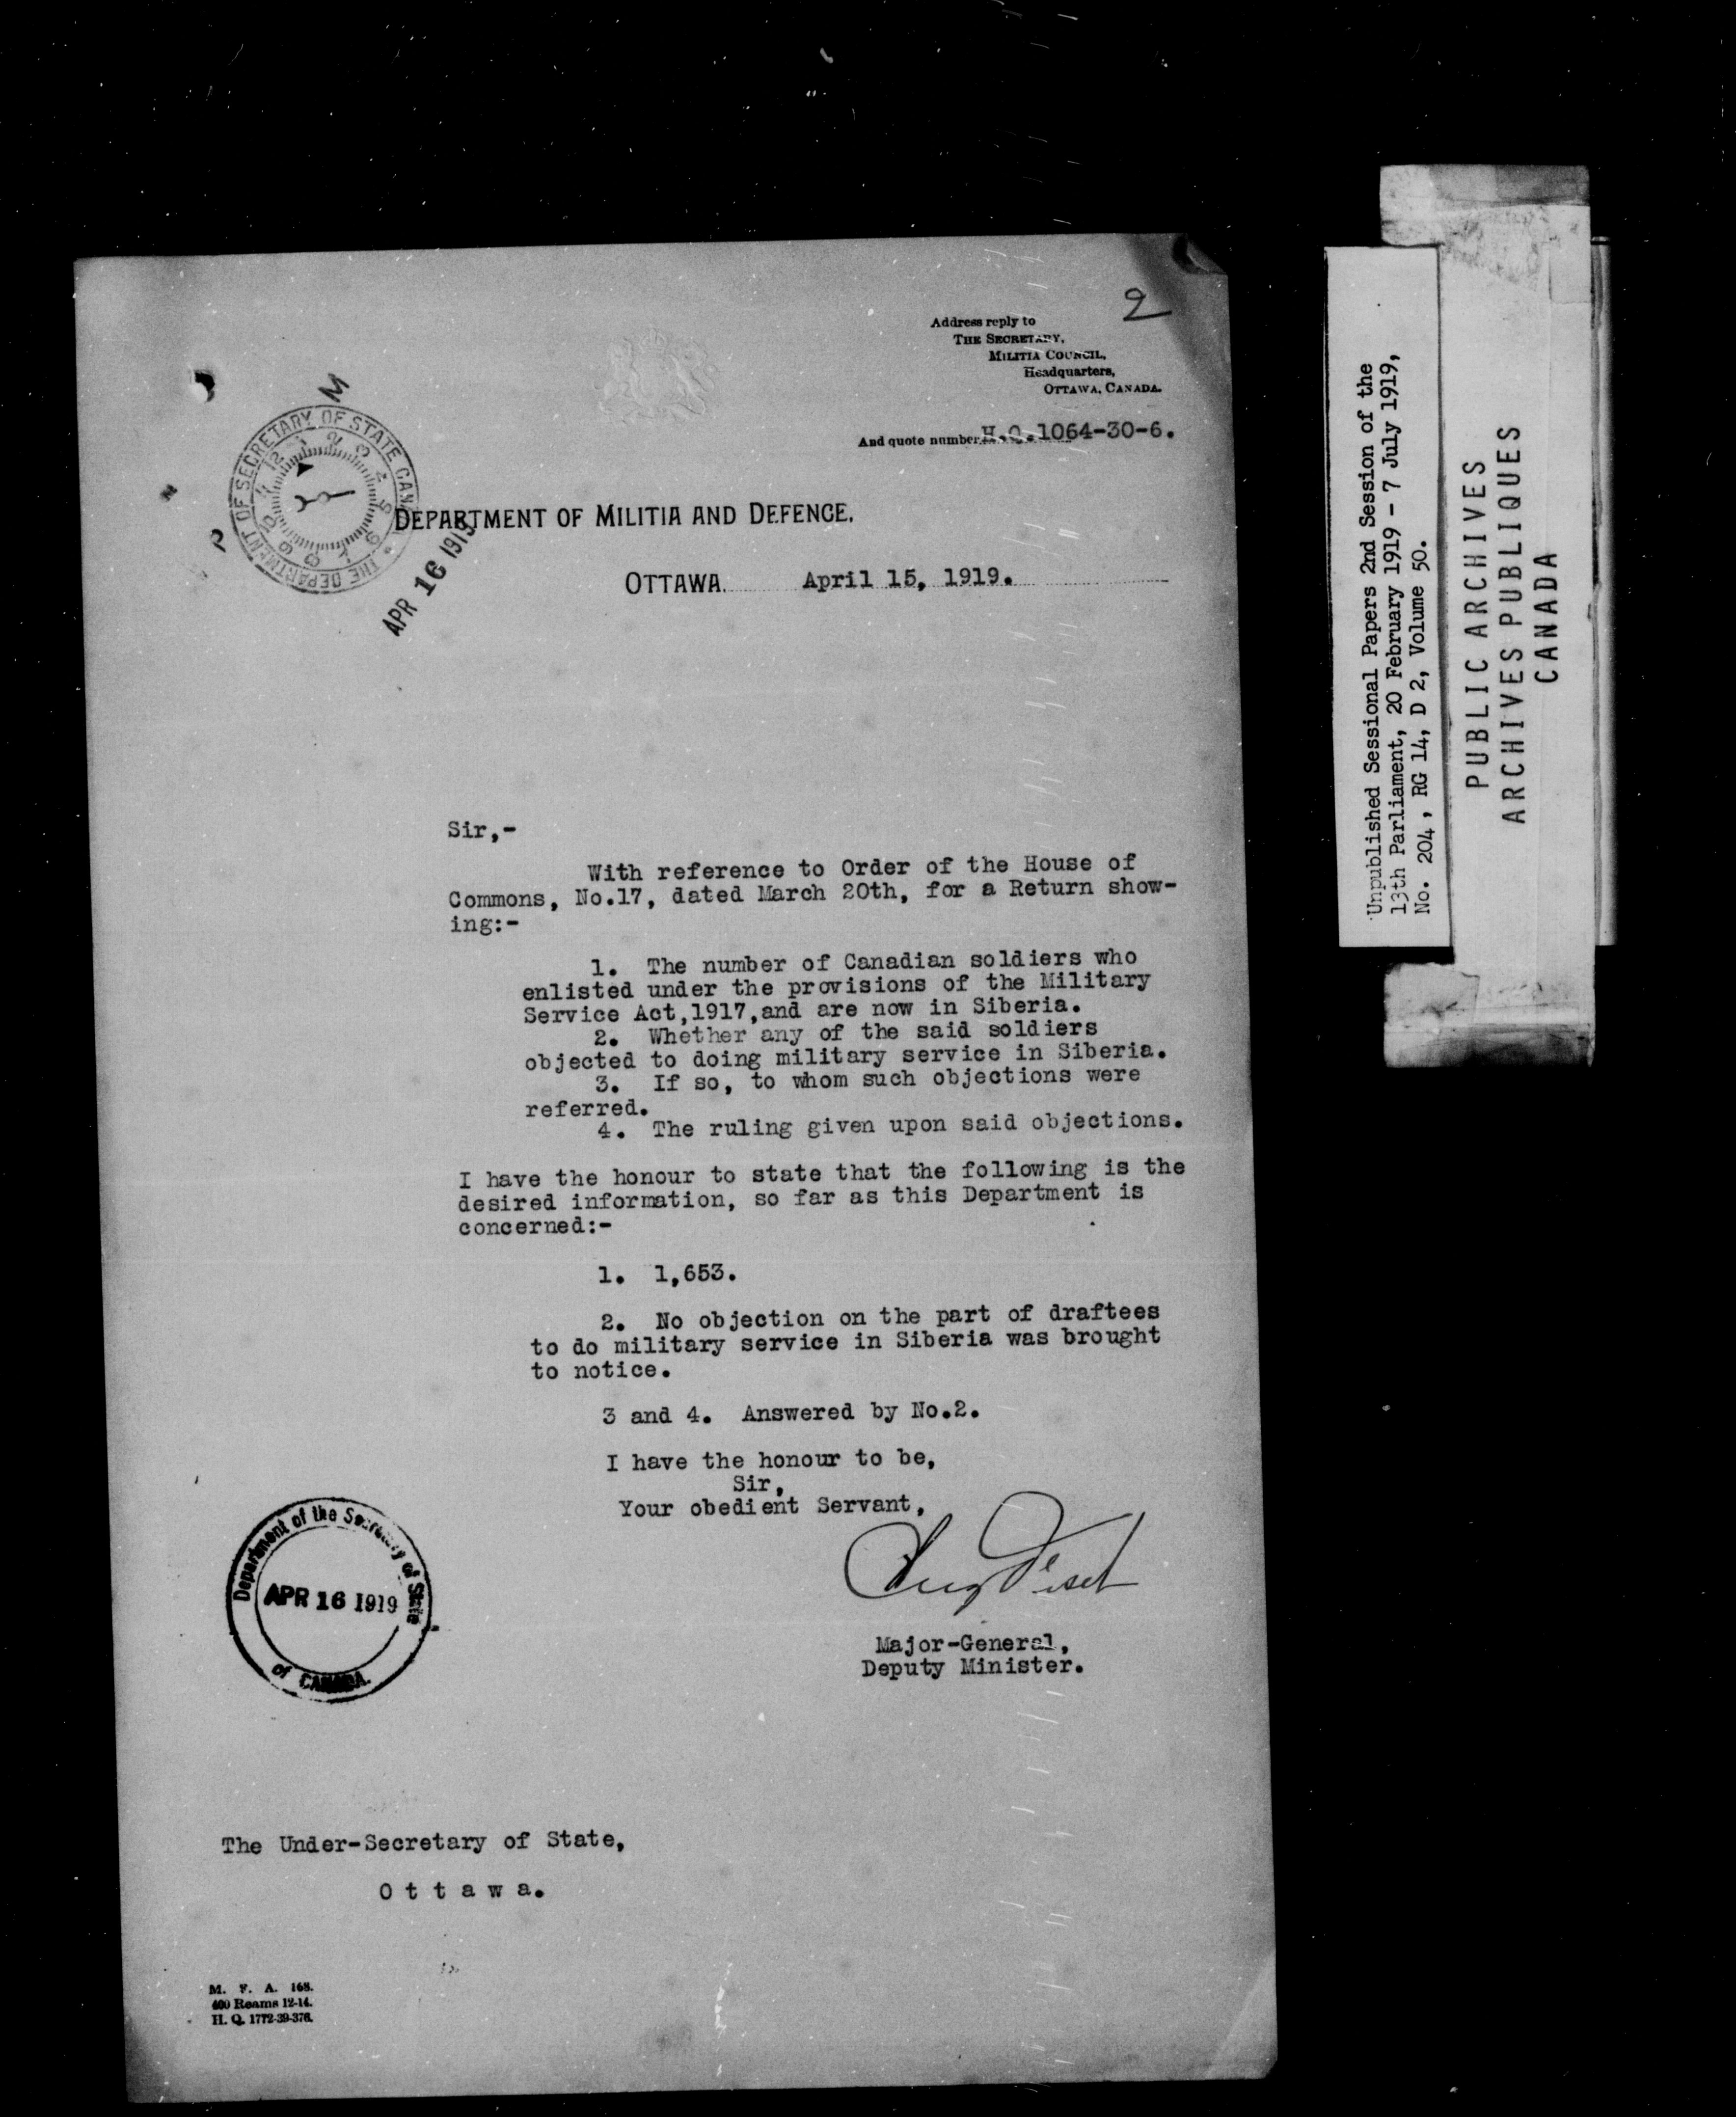 2
Address reply to
THE SECRETARY,
MILITIA COUNCIL,
Headquarters,
OTTAWA, CANADA.
And quote number H.Q.1064-30-6.
THE DEPARTMENT OF SECRETARY OF STATE CANADA
PM
APR 16 1919
DEPARTMENT OF MILITIA AND DEFENCE.
OTTAWA. April 15, 1919.
Sir,-
With reference to Order of the House of
Commons, No.17, dated March 20th, for a Return show-
ing:-
1. The number of Canadian soldiers who
enlisted under the provisions of the Military
Service Act,1917,and are now in Siberia.
2. Whether any of the said soldiers
objected to doing military service in Siberia.
3. If so, to whom such objections were
referred.
4. The ruling given upon said objections.
I have the honour to state that the following is the
desired information, so far as this Department is
concerned:-
1. 1,653.
2. No objection on the part of draftees
to do military service in Siberia was brought
to notice.
3 and 4. Answered by No.2.
I have the honour to be,
Sir,
Your obedient Servant,
Major-General,
Deputy Minister.
Department of the Secretary of State
APR 16 1919
of CANADA.
The Under-Secretary of State,
Ottawa.
M. F. A. 168.
400 Reams 12-14.
H. Q. 1772-39-376.
Unpublished Sessional Papers 2nd Session of the
13th Parliament, 20 February 1919 - 7 July 1919,
No. 204, RG 14, D 2, Volume 50.
PUBLIC ARCHIVES
ARCHIVES PUBLIQUES
CANADA